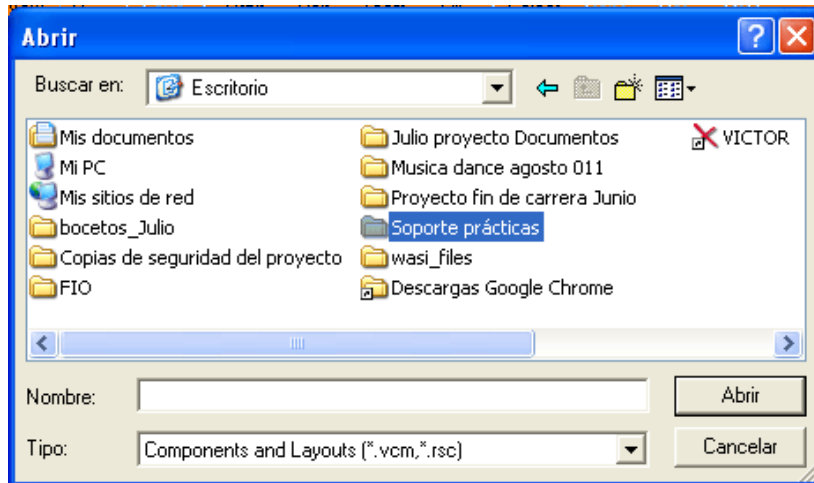 Abrir
Buscar en: Escritorio
Mis documentos
Mi PC
Mis sitios de red
bocetos_Julio
Copias de seguridad del proyecto
FIO
Julio proyecto Documentos
Musica dance agosto 011
Proyecto fin de carrera Junio
Soporte prácticas
wasi_files
Descargas Google Chrome
VICTOR
Nombre:
Abrir
Tipo: Components and Layouts (*.vcm,*.rsc)
Cancelar